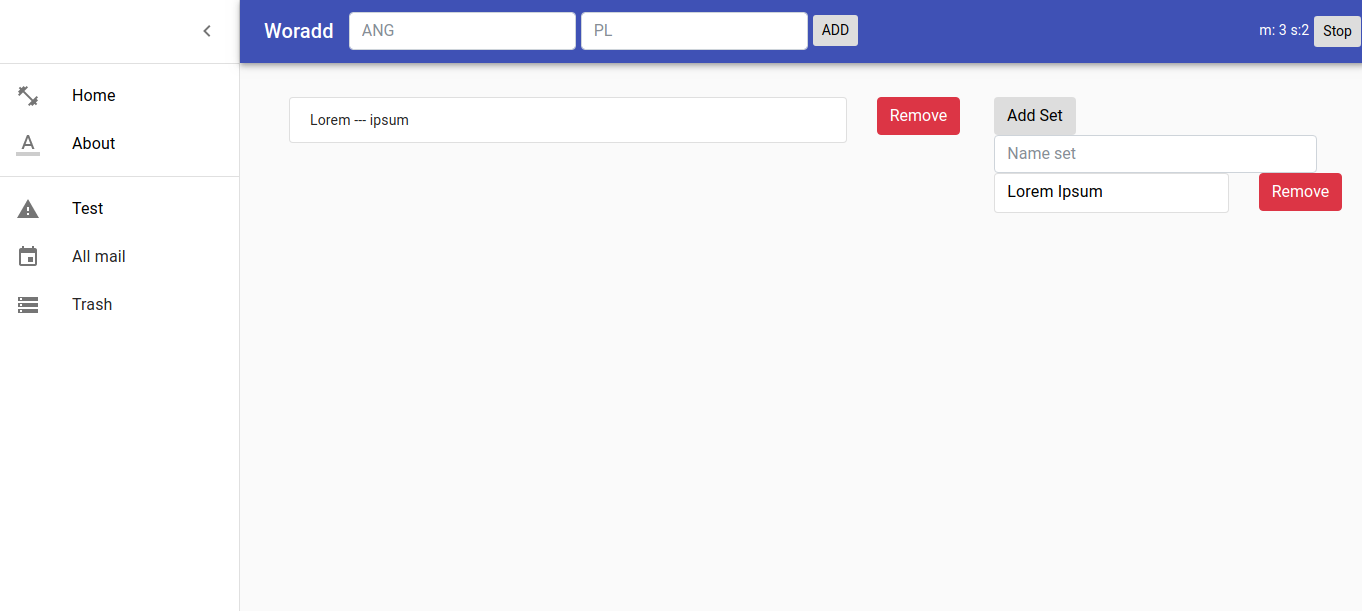 Woradd ANG PL ADD m: 3 s:2 Stop
Home
About
Test
All mail
Trash
Lorem --- ipsum Remove
Add Set
Name set
Lorem Ipsum Remove